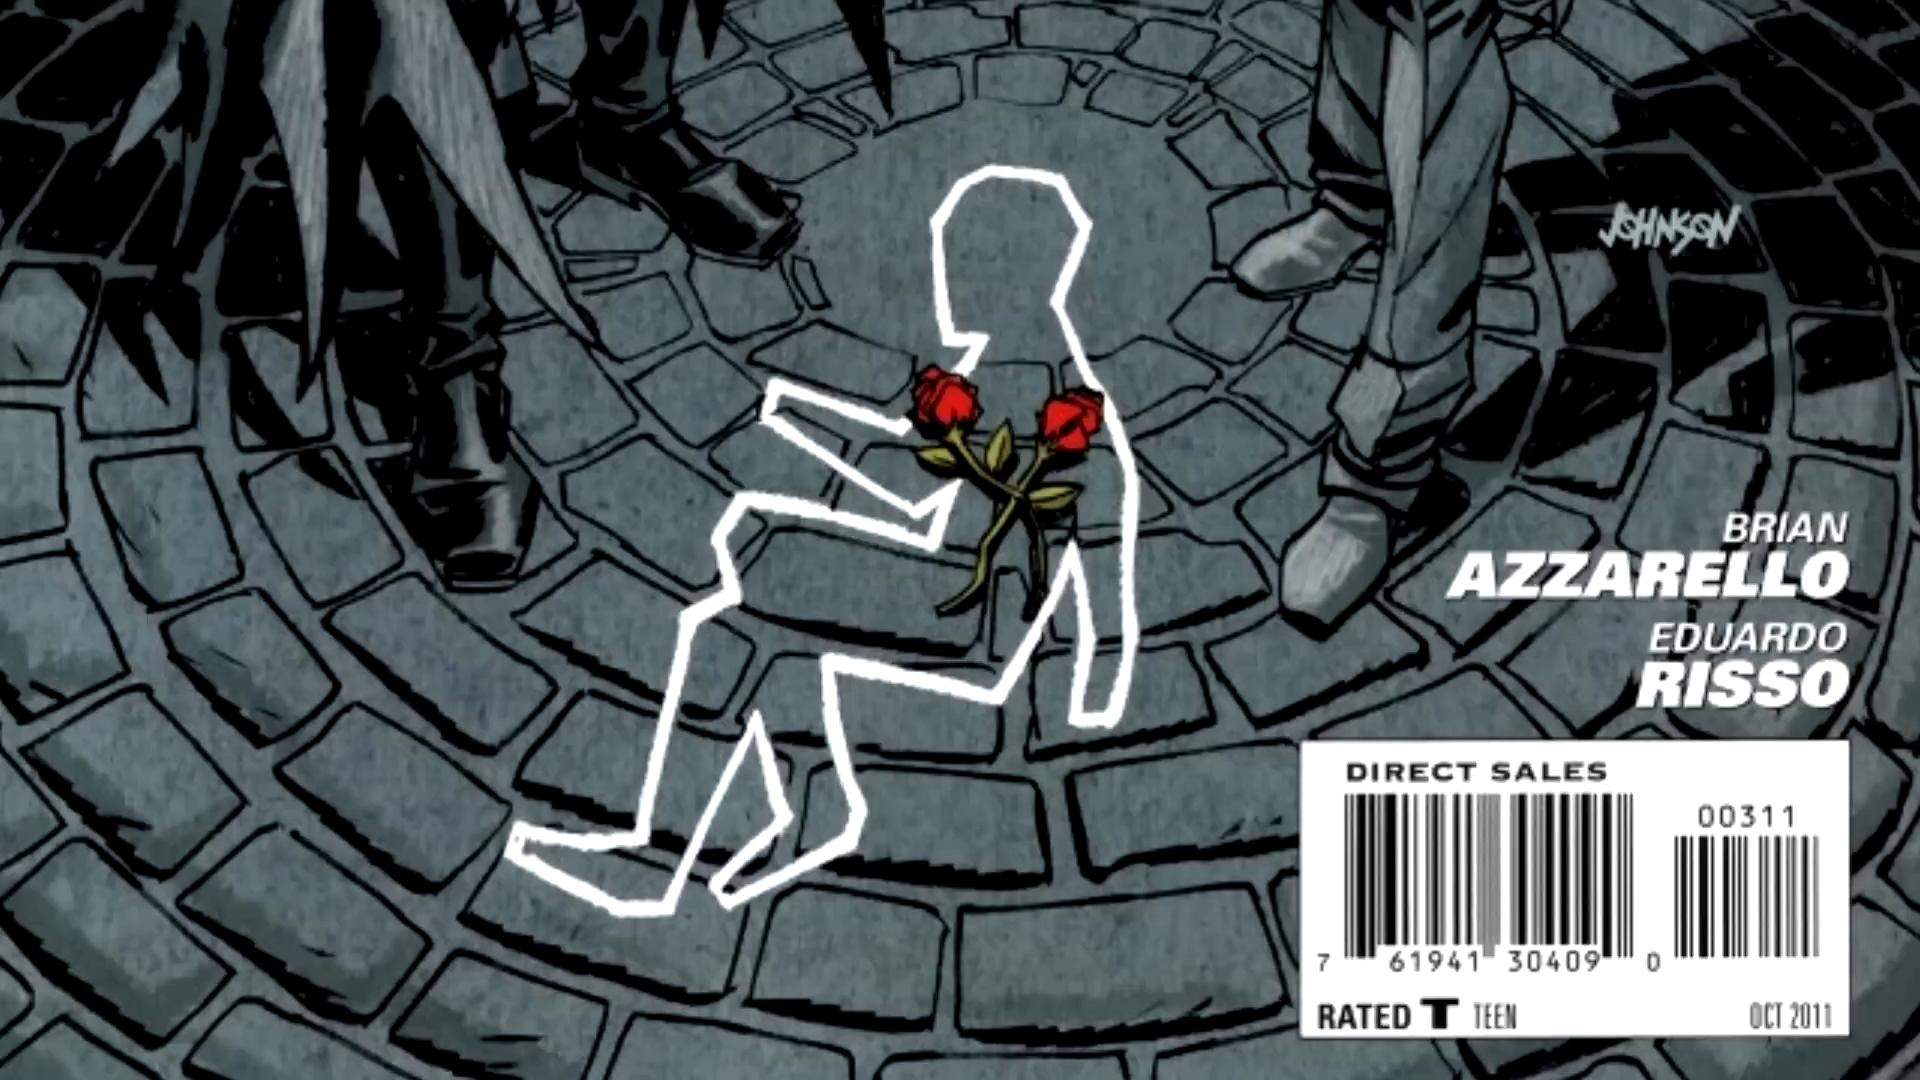 JOHNSON
BRIAN
AZZARELLO
EDUARDO
RISSO
DIRECT SALES
00311
7 61941 30409 0
RATED T TEEN OCT 2011